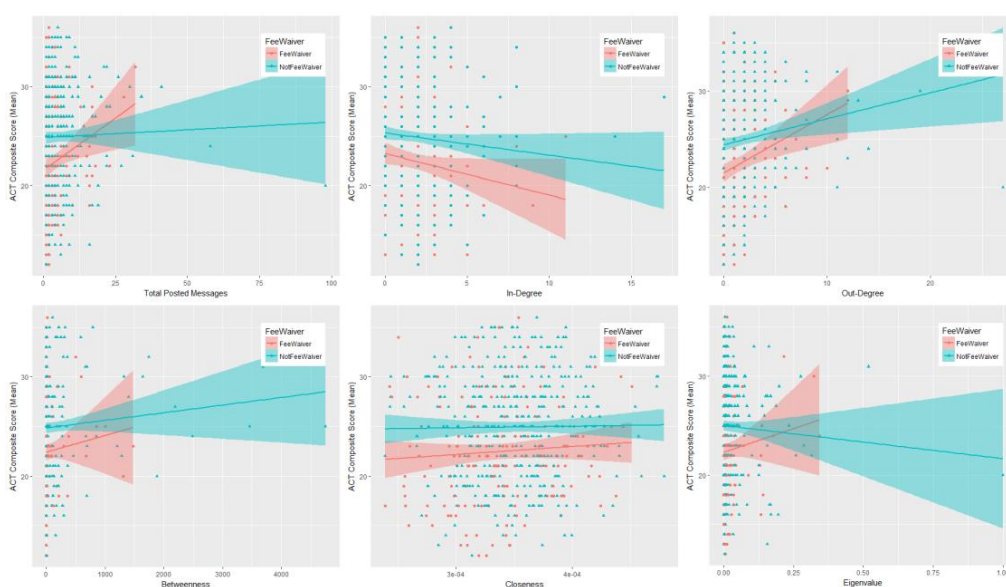 ACT Composite Score (Mean)
30
20
0
25
50
75
100
Total Posted Messages
FeeWaiver
FeeWaiver
NotFeeWaiver
ACT Composite Score (Mean)
30
20
0
5
10
15
In-Degree
FeeWaiver
FeeWaiver
NotFeeWaiver
ACT Composite Score (Mean)
30
20
0
10
20
Out-Degree
FeeWaiver
FeeWaiver
NotFeeWaiver
ACT Composite Score (Mean)
30
20
0
1000
2000
3000
4000
Betweenness
FeeWaiver
FeeWaiver
NotFeeWaiver
ACT Composite Score (Mean)
30
20
3e-04
4e-04
Closeness
FeeWaiver
FeeWaiver
NotFeeWaiver
ACT Composite Score (Mean)
30
20
0.00
0.25
0.50
0.75
1.00
Eigenvalue
FeeWaiver
FeeWaiver
NotFeeWaiver